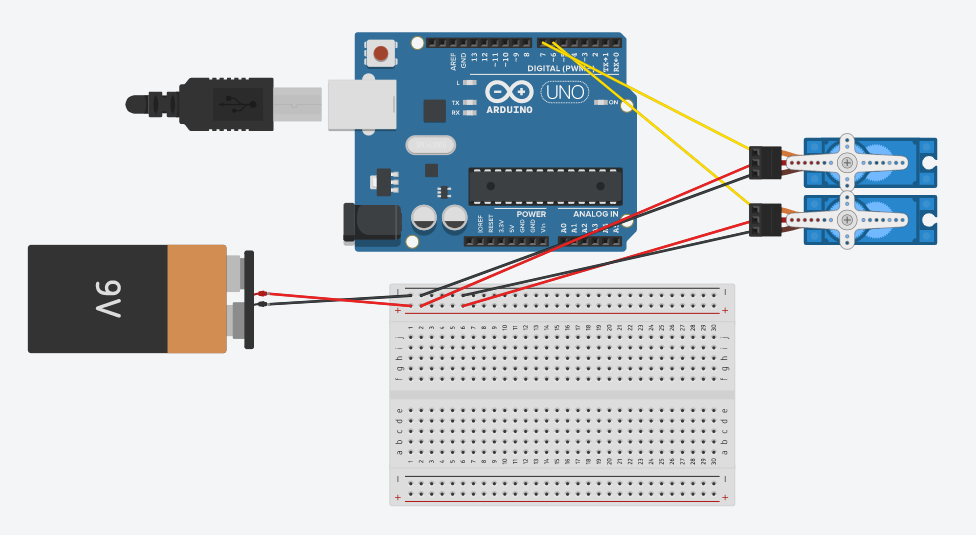 AREF
GND
13
12
~11
~10
~9
8
7
~6
~5
4
~3
2
TX→1
RX←0
DIGITAL (PWM~)
L
TX
RX
ARDUINO
UNO
ON
POWER
ANALOG IN
IOREF
RESET
3.3V
5V
GND
GND
Vin
A0
A1
A2
A3
A4
9V
− −
+ +
1 2 3 4 5 6 7 8 9 10 11 12 13 14 15 16 17 18 19 20 21 22 23 24 25 26 27 28 29 30
j j
i i
h h
g g
f f
e e
d d
c c
b b
a a
1 2 3 4 5 6 7 8 9 10 11 12 13 14 15 16 17 18 19 20 21 22 23 24 25 26 27 28 29 30
− −
+ +